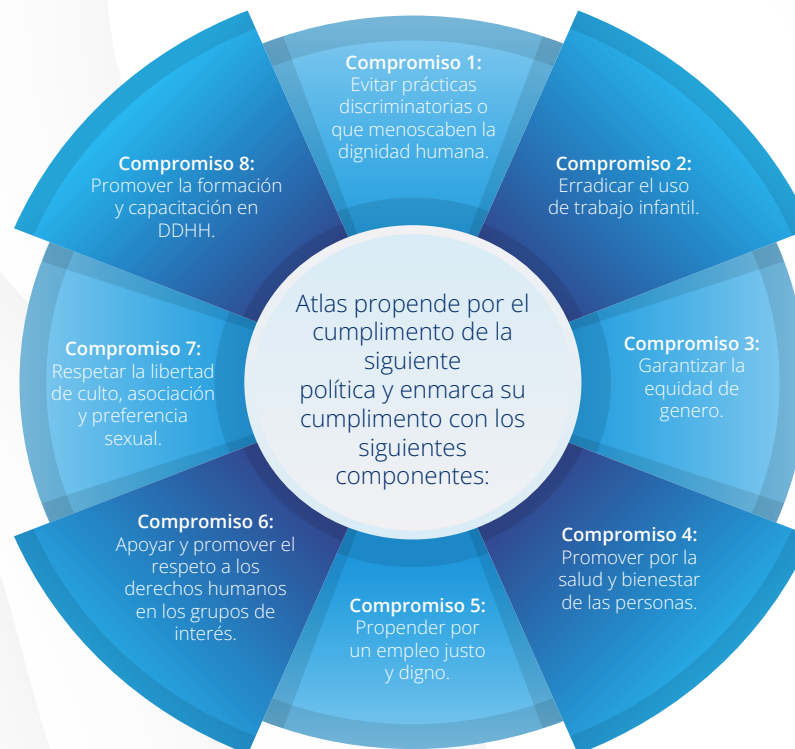 Compromiso 1:
Evitar prácticas
discriminatorias o
que menoscaben la
dignidad humana.
Compromiso 2:
Erradicar el uso
de trabajo infantil.
Compromiso 3:
Garantizar la
equidad de
genero.
Compromiso 4:
Promover por la
salud y bienestar
de las personas.
Compromiso 5:
Propender por
un empleo justo
y digno.
Compromiso 6:
Apoyar y promover el
respeto a los
derechos humanos
en los grupos de
interés.
Compromiso 7:
Respetar la libertad
de culto, asociación
y preferencia
sexual.
Compromiso 8:
Promover la formación
y capacitación en
DDHH.
Atlas propende por el
cumplimento de la
siguiente
política y enmarca su
cumplimento con los
siguientes
componentes: